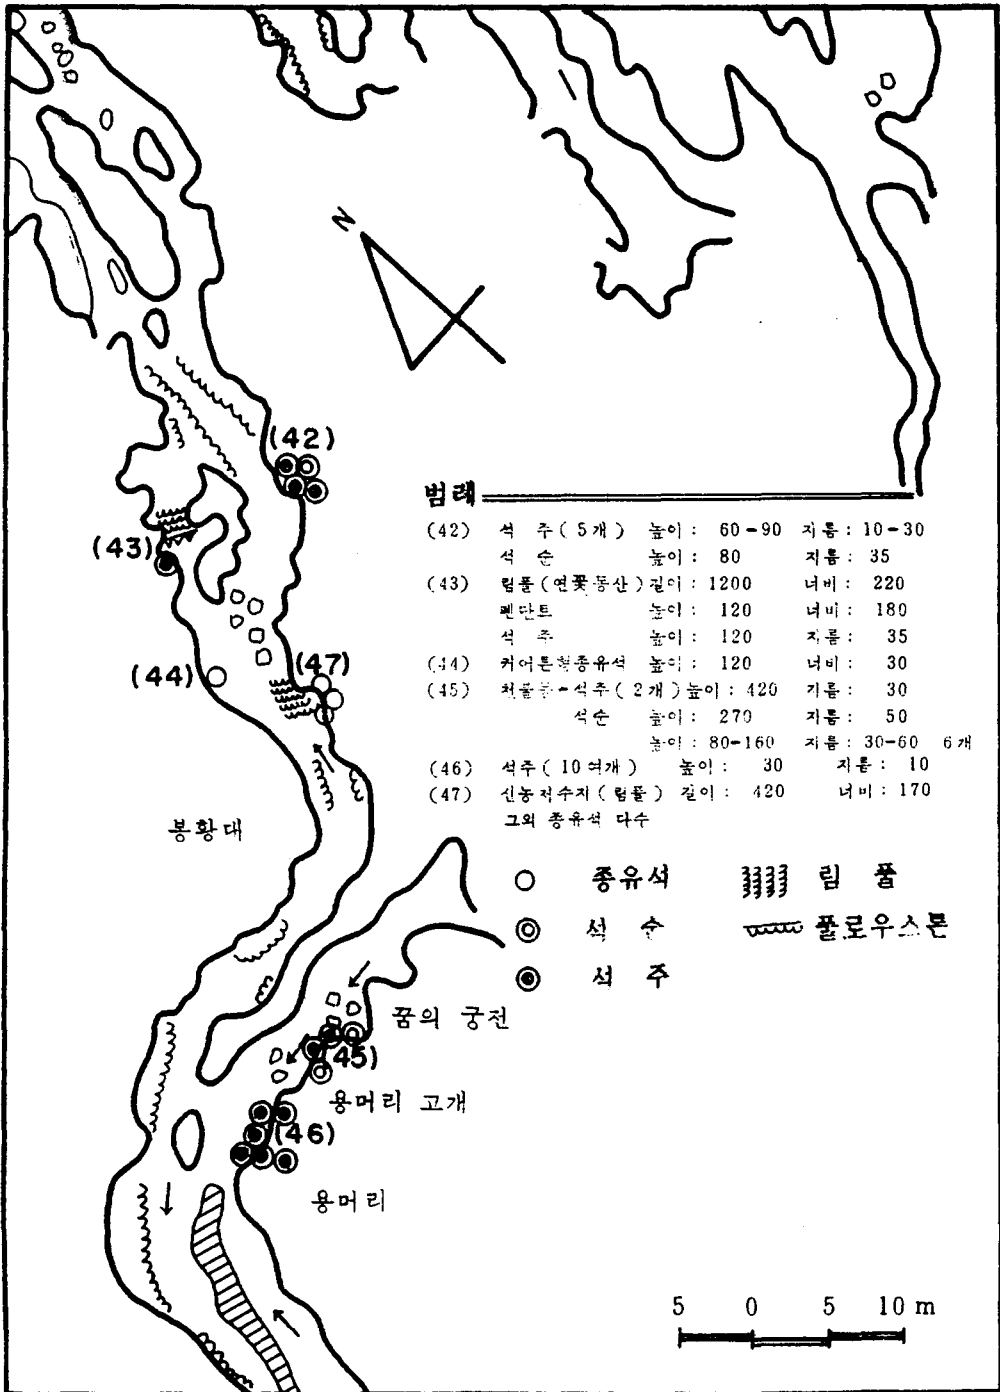 N
(42)
(43)
(44)
(47)
범례
(42) 석 주 ( 5개 ) 높이 : 60-90 지름 : 10-30
석 순 높이 : 80 지름 : 35
(43) 림풀 ( 연꽃동산 ) 길이 : 1200 너비 : 220
펜단트 높이 : 120 너비 : 180
석 주 높이 : 120 지름 : 35
(44) 커어튼형종유석 높이 : 120 너비 : 30
(45) 석주 ( 2개 ) 높이 : 420 지름 : 30
석순 높이 : 270 지름 : 50
높이 : 80-160 지름 : 30-60 6개
(46) 석주 ( 10여개 ) 높이 : 30 지름 : 10
(47) 신농저수지 ( 림풀 ) 길이 : 420 너비 : 170
그외 종유석 다수
봉황대
종유석 림 풀
석 순 플로우스톤
석 주
꿈의 궁전
(45)
용머리 고개
(46)
용머리
5 0 5 10 m